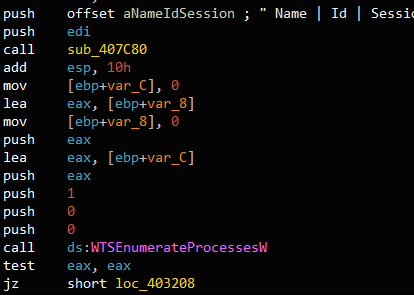 push offset aNameIdSession ; " Name | Id | Sess
push edi
call sub_407C80
add esp, 10h
mov [ebp+var_C], 0
lea eax, [ebp+var_8]
mov [ebp+var_8], 0
push eax
lea eax, [ebp+var_C]
push eax
push 1
push 0
push 0
call ds:WTSEnumerateProcessesW
test eax, eax
jz short loc_403208